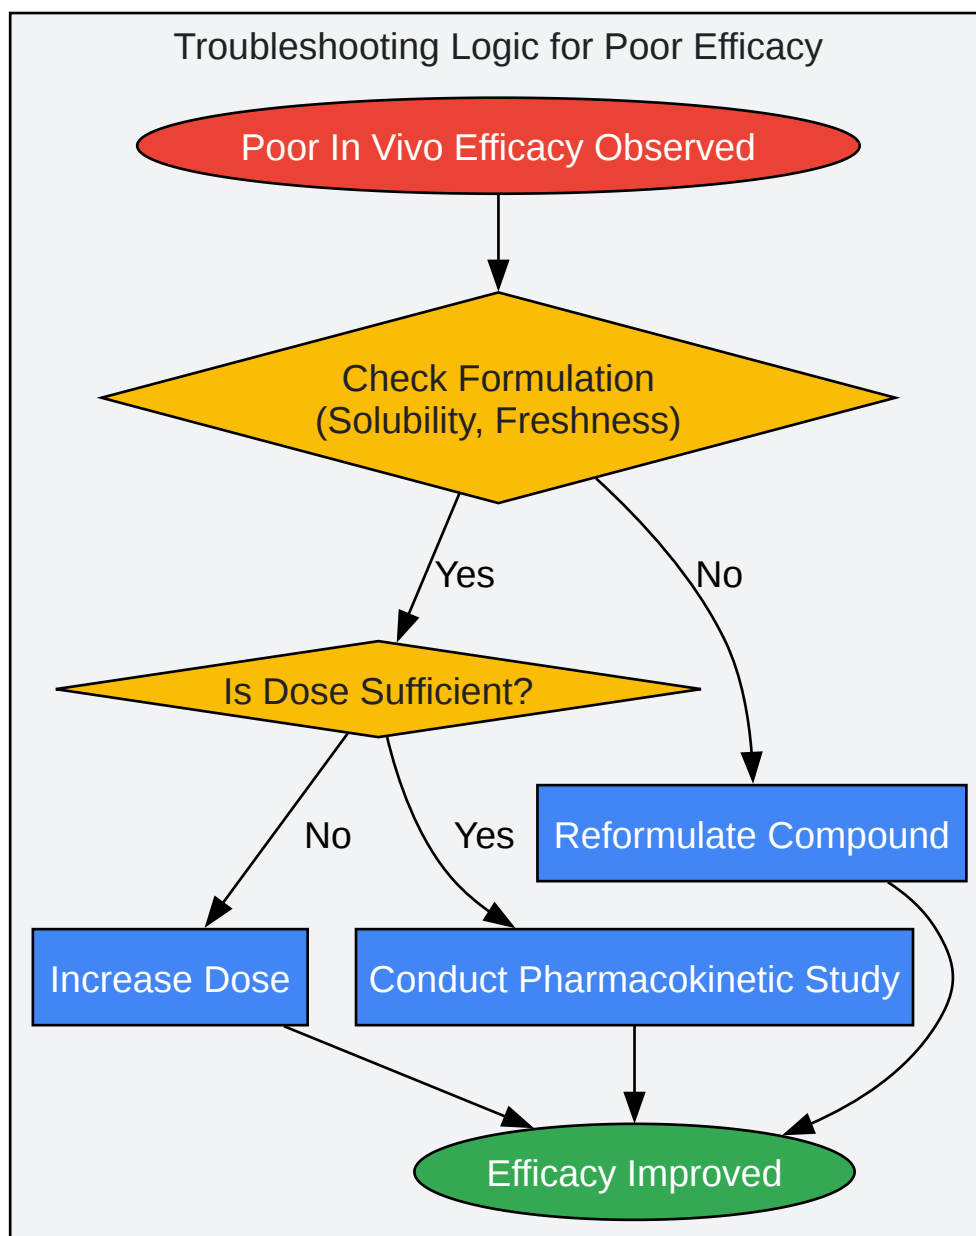 Troubleshooting Logic for Poor Efficacy
Poor In Vivo Efficacy Observed
Check Formulation
(Solubility, Freshness)
Yes
No
Is Dose Sufficient?
No
Yes
Reformulate Compound
Increase Dose
Conduct Pharmacokinetic Study
Efficacy Improved